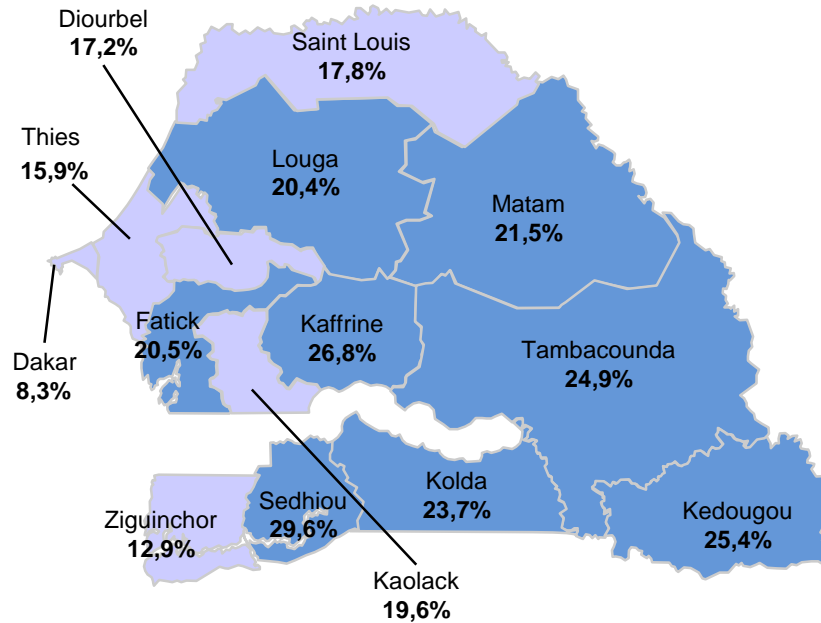 Diourbel
17,2%
Saint Louis
17,8%
Thies
15,9%
Louga
20,4%
Matam
21,5%
Fatick
20,5%
Kaffrine
26,8%
Tambacounda
24,9%
Dakar
8,3%
Ziguinchor
12,9%
Sedhiou
29,6%
Kolda
23,7%
Kedougou
25,4%
Kaolack
19,6%